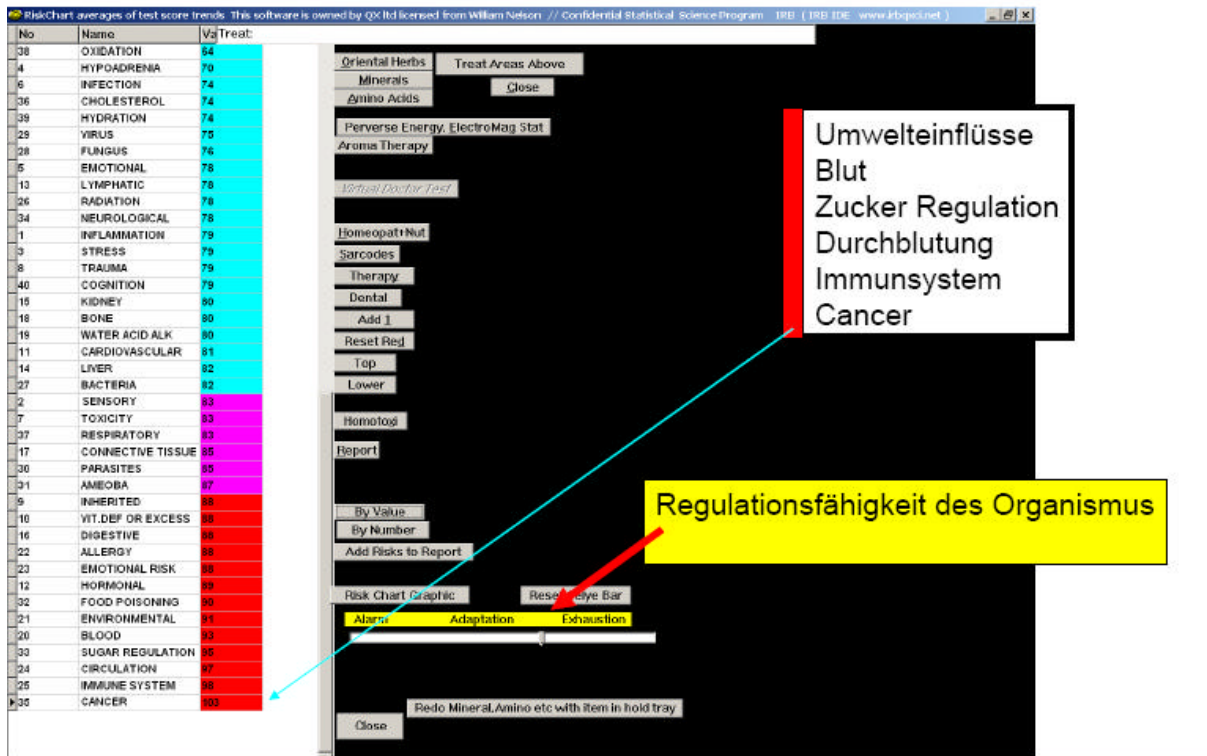 RiskChart averages of test score trends This software is owned by QX ltd licensed from William Nelson // Confidential Statistical Science Program IRB ( IRB IDE www.irbqxci.net )
No Name Va Treat:
38 OXIDATION 64
4 HYPOADRENIA 70
6 INFECTION 74
36 CHOLESTEROL 74
39 HYDRATION 74
29 VIRUS 75
28 FUNGUS 76
5 EMOTIONAL 78
13 LYMPHATIC 78
26 RADIATION 78
34 NEUROLOGICAL 78
1 INFLAMMATION 79
3 STRESS 79
8 TRAUMA 79
40 COGNITION 79
15 KIDNEY 80
18 BONE 80
19 WATER ACID ALK 80
11 CARDIOVASCULAR 81
14 LIVER 82
27 BACTERIA 82
2 SENSORY 83
7 TOXICITY 83
37 RESPIRATORY 83
17 CONNECTIVE TISSUE 85
30 PARASITES 85
31 AMEOBA 87
9 INHERITED 88
10 VIT.DEF OR EXCESS 88
16 DIGESTIVE 88
22 ALLERGY 88
23 EMOTIONAL RISK 88
12 HORMONAL 89
32 FOOD POISONING 90
21 ENVIRONMENTAL 91
20 BLOOD 93
33 SUGAR REGULATION 95
24 CIRCULATION 97
25 IMMUNE SYSTEM 98
35 CANCER 103
Oriental Herbs
Treat Areas Above
Minerals
Close
Amino Acids
Perverse Energy, ElectroMag Stat
Aroma Therapy
Virtual Doctor Test
Homeopat+Nut
Sarcodes
Therapy
Dental
Add 1
Reset Red
Top
Lower
Homotoxi
Report
By Value
By Number
Add Risks to Report
Risk Chart Graphic
Bar
Alarm Adaptation Exhaustion
Redo Mineral,Amino etc with item in hold tray
Close
Umwelteinflüsse
Blut
Zucker Regulation
Durchblutung
Immunsystem
Cancer
Regulationsfähigkeit des Organismus